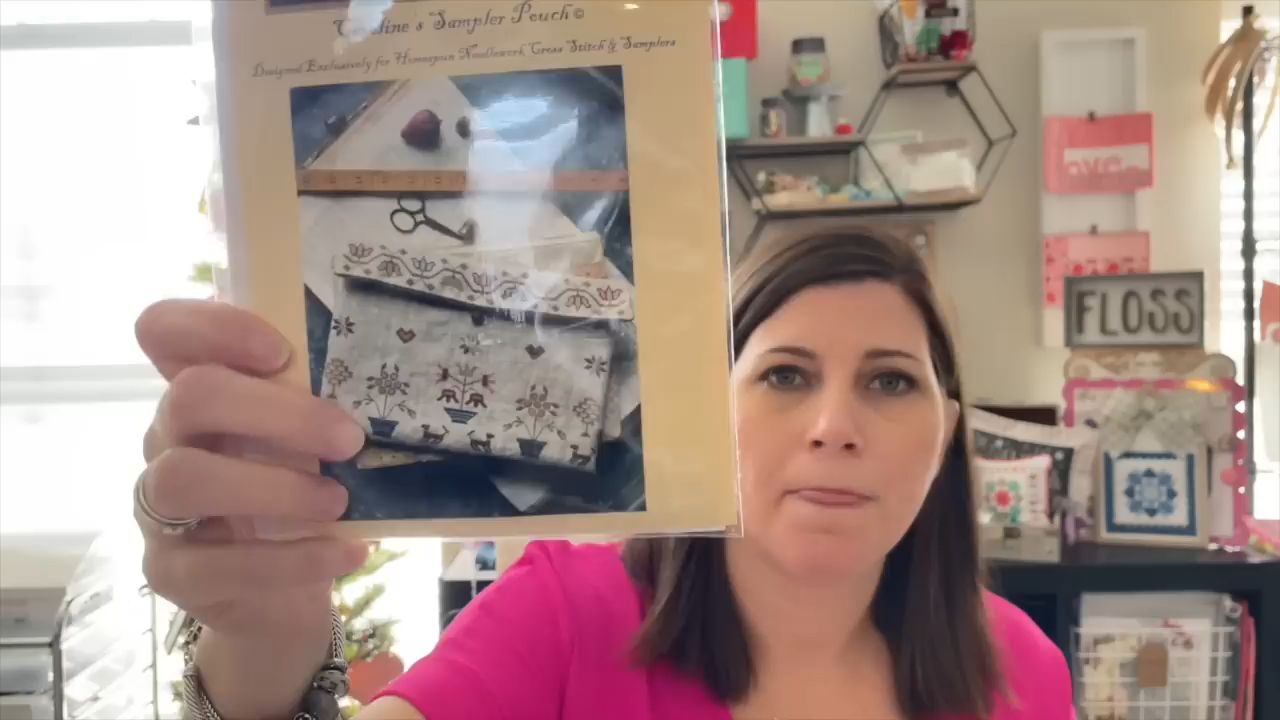 Sampler Pouch©
Designed Exclusively for Homespun Needlework Cross Stitch & Samplers
FLOSS